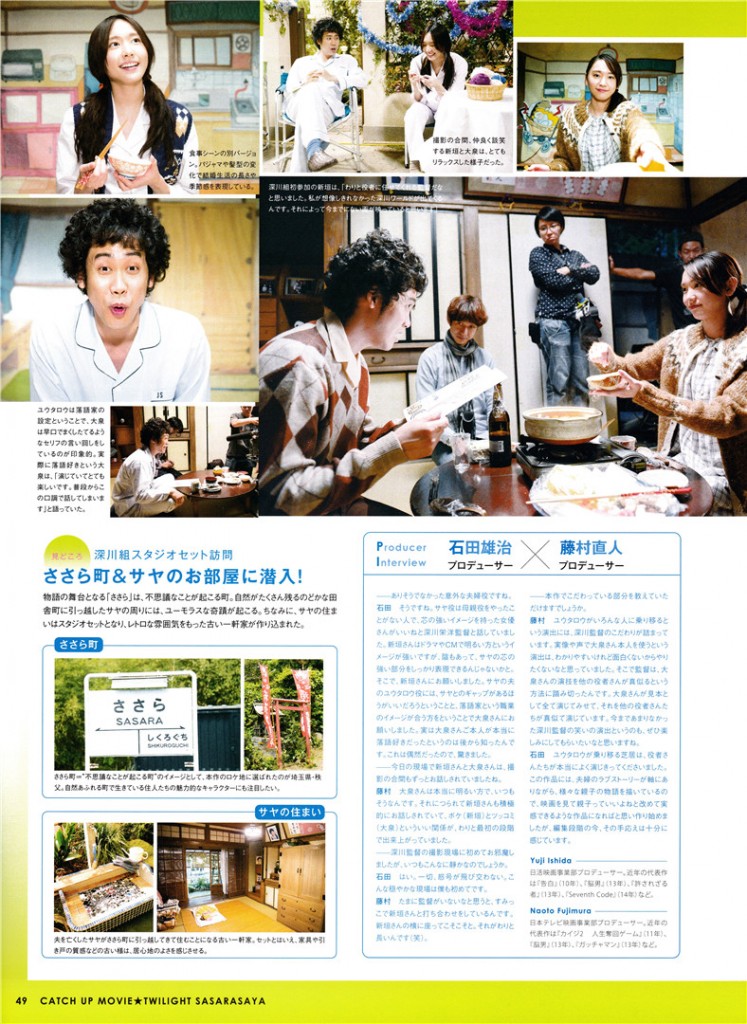 食事シーンの別バージョ
ン。パジャマや髪型の変
化で結婚生活の長さや
季節感を表現している。
撮影の合間、仲良く談笑
する新垣と大泉は、とても
リラックスした様子だった。
深川組初参加の新垣は、「わりと役者に任
と思いました。私が想像しきれなかった深川ワールドが出
んです。それによって今までにない
JS
ユウタロウは落語家の
設定ということで、大泉
は早口でまくしたてるよう
なセリフの言い回しをし
ているのが印象的。実
際に落語好きという大
泉は、「演じていてとても
楽しいです。普段からこ
の口調で話してしまいま
す」と語っていた。
見どころ 深川組スタジオセット訪問
ささら町&サヤのお部屋に潜入!
物語の舞台となる「ささら」は、不思議なことが起こる町。自然がたくさん残るのどかな田
舎町に引っ越したサヤの周りには、ユーモラスな奇蹟が起こる。ちなみに、サヤの住ま
いはスタジオセットとなり、レトロな雰囲気をもった古い一軒家が作り込まれた。
ささら町
ささら
SASARA
しくろぐち
SHIKUROGUCHI
ささら町="不思議なことが起こる町"のイメージとして、本作のロケ地に選ばれたのが埼玉県・秩
父。自然あふれる町で生きている住人たちの魅力的なキャラクターにも注目したい。
サヤの住まい
夫を亡くしたサヤがささら町に引っ越してきて住むことになる古い一軒家。セットとはいえ、家具や引
き戸の質感などの古い様は、居心地のよさを感じさせる。
Producer
Interview
石田雄治
プロデューサー
×
藤村直人
プロデューサー
――ありそうでなかった意外な夫婦役ですね。
石田 そうですね。サヤ役は母親役をやったこ
とがない人で、芯の強いイメージを持った女優
さんがいいねと深川栄洋監督と話していまし
た。新垣さんはドラマやCMで明るい方というイ
メージが強いですが、陰もあって、サヤの芯の
強い部分をしっかり表現できるんじゃないかと。
そこで、新垣さんにお願いしました。サヤの夫
のユウタロウ役には、サヤとのギャップがあるほ
うがいいだろうということと、落語家という職業
のイメージが合う方をということで大泉さんにお
願いしました。実は大泉さんご本人が本当に
落語好きだったというのは後から知ったんで
す。これは偶然だったので、驚きました。
――今日の現場で新垣さんと大泉さんは、撮
影の合間もずっとお話しされていましたね。
藤村 大泉さんは本当に明るい方で、いつも
そうなんです。それにつられて新垣さんも積極
的にお話しされていて、ボケ(新垣)とツッコミ
(大泉)といういい関係が、わりと最初の段階
で出来上がっていました。
――深川監督の撮影現場に初めてお邪魔し
ましたが、いつもこんなに静かなのでしょうか。
石田 はい。一切、怒号が飛び交わない。こ
んな穏やかな現場は僕も初めてです。
藤村 たまに監督がいないなと思うと、すみっ
こで新垣さんと打ち合わせをしているんです。
新垣さんの横に座ってこそこそと。それがわりと
長いんです(笑)。
――本作でこだわっている部分を教えていた
だけますでしょうか。
藤村 ユウタロウがいろんな人に乗り移ると
いう演出には、深川監督のこだわりが詰まって
います。実像や声で大泉さん本人を使うという
演出は、わかりやすいけれど面白くないからやり
たくないなと思っていました。そこで監督は、大
泉さんの演技を他の役者さんが真似るという
方法に踏み切ったんです。大泉さんが見本と
して全て演じてみせて、それを他の役者さんた
ちが真似て演じています。今まであまりなかっ
た深川監督の笑いの演出というのも、ぜひ楽
しみにしてもらいたいなと思いますね。
石田 ユウタロウが乗り移る芝居は、役者さ
んたちが本当によく演じきってくださいました。
この作品には、夫婦のラブストーリーが軸にあ
りながら、様々な親子の物語を描いているの
で、映画を見て親子っていいよねと改めて実
感できるような作品になればと思い作り始めま
したが、編集段階の今、その手応えは十分に
感じています。
Yuji Ishida
日活映画事業部プロデューサー。近年の代表作
は『告白』(10年)、『脳男』(13年)、『許されざる
者』(13年)、『Seventh Code』(14年)など。
Naoto Fujimura
日本テレビ映画事業部プロデューサー。近年の
代表作は『カイジ2 人生奪回ゲーム』(11年)、
『脳男』(13年)、『ガッチャマン』(13年)など。
49 CATCH UP MOVIE★TWILIGHT SASARASAYA